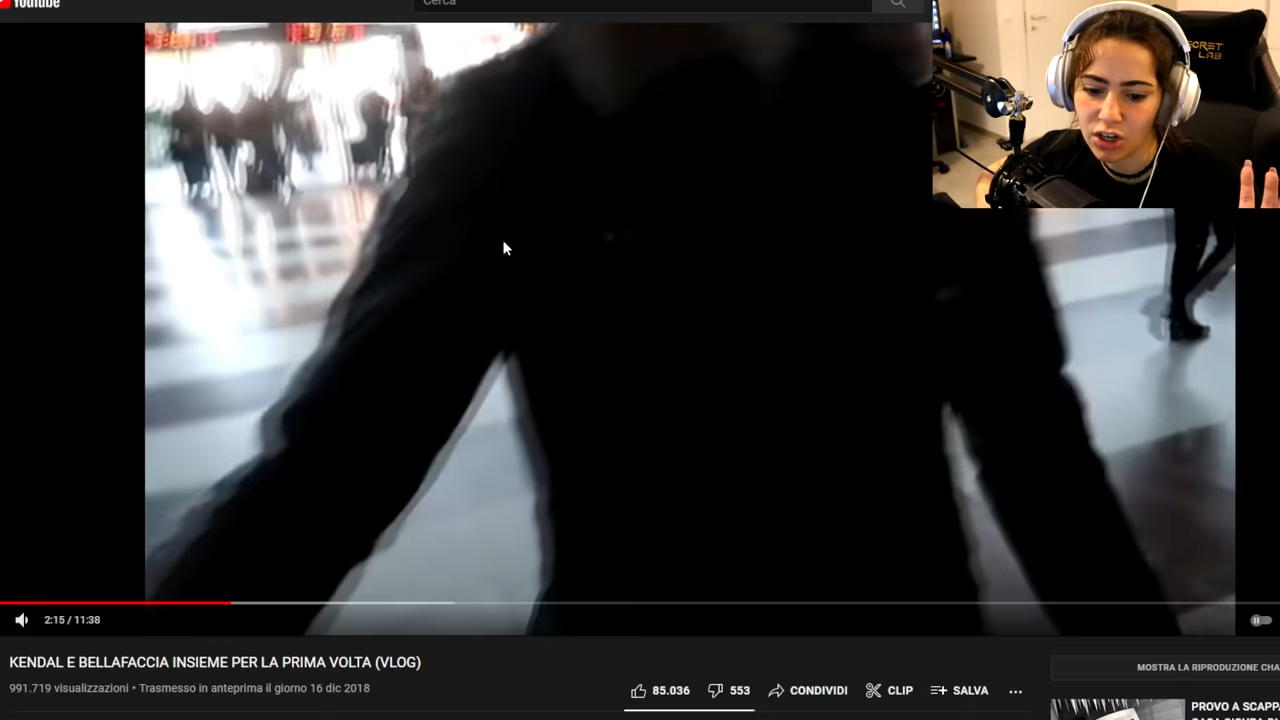 YouTube
Cerca
SECRET
LAB
2:15 / 11:38
KENDAL E BELLAFACCIA INSIEME PER LA PRIMA VOLTA (VLOG)
991.719 visualizzazioni • Trasmesso in anteprima il giorno 16 dic 2018
85.036
553
CONDIVIDI
CLIP
SALVA
MOSTRA LA RIPRODUZIONE CHA
PROVO A SCAPPA